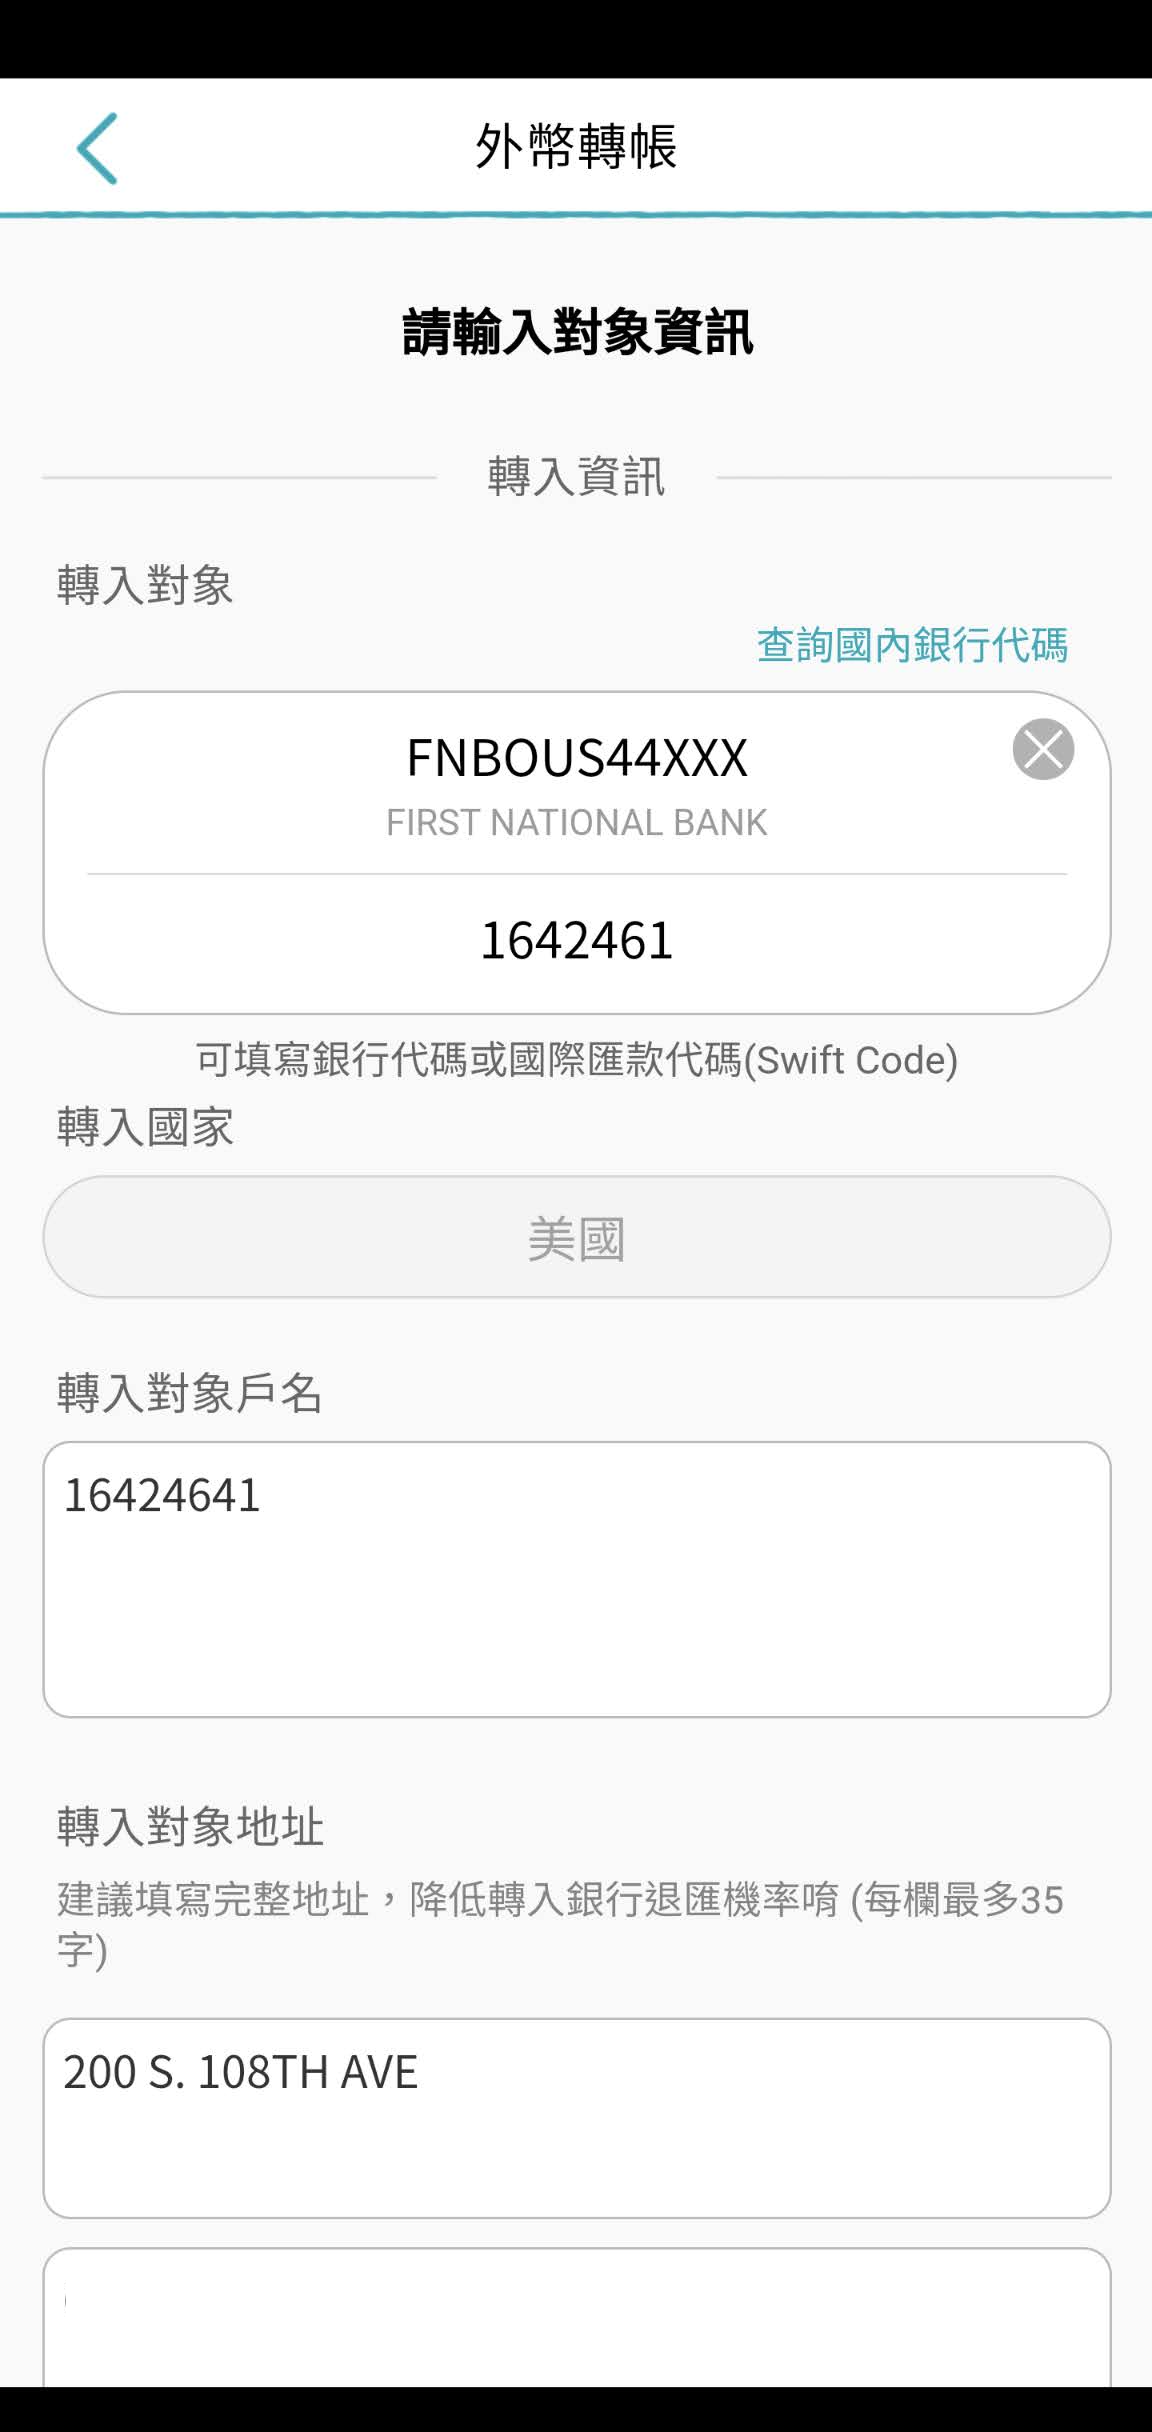 外幣轉帳
請輸入對象資訊
轉入資訊
轉入對象
查詢國內銀行代碼
FNBOUS44XXX
FIRST NATIONAL BANK
1642461
可填寫銀行代碼或國際匯款代碼(Swift Code)
轉入國家
美國
轉入對象戶名
16424641
轉入對象地址
建議填寫完整地址，降低轉入銀行退匯機率唷 (每欄最多35
字)
200 S. 108TH AVE